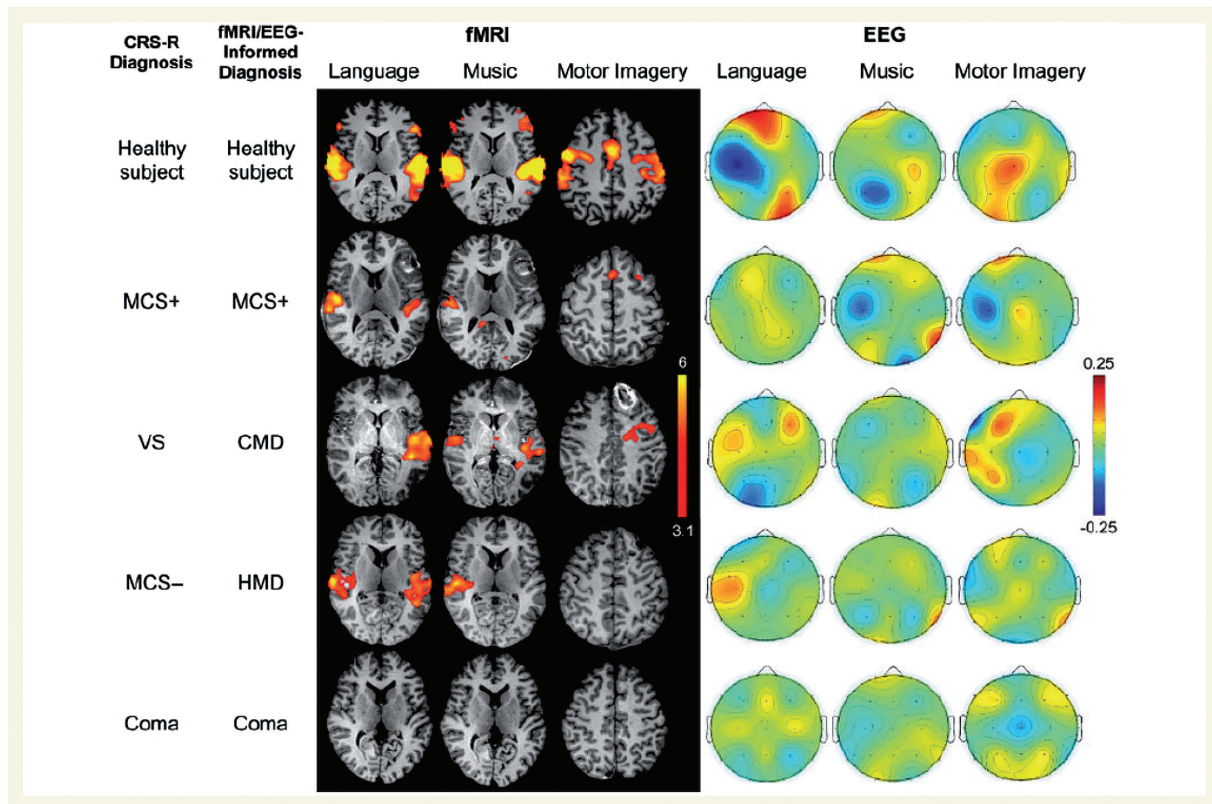 CRS-R Diagnosis
fMRI/EEG-Informed Diagnosis
fMRI
EEG
Language Music Motor Imagery Language Music Motor Imagery
Healthy subject
Healthy subject
MCS+ MCS+
VS CMD
MCS– HMD
Coma Coma
6
3.1
0.25
-0.25